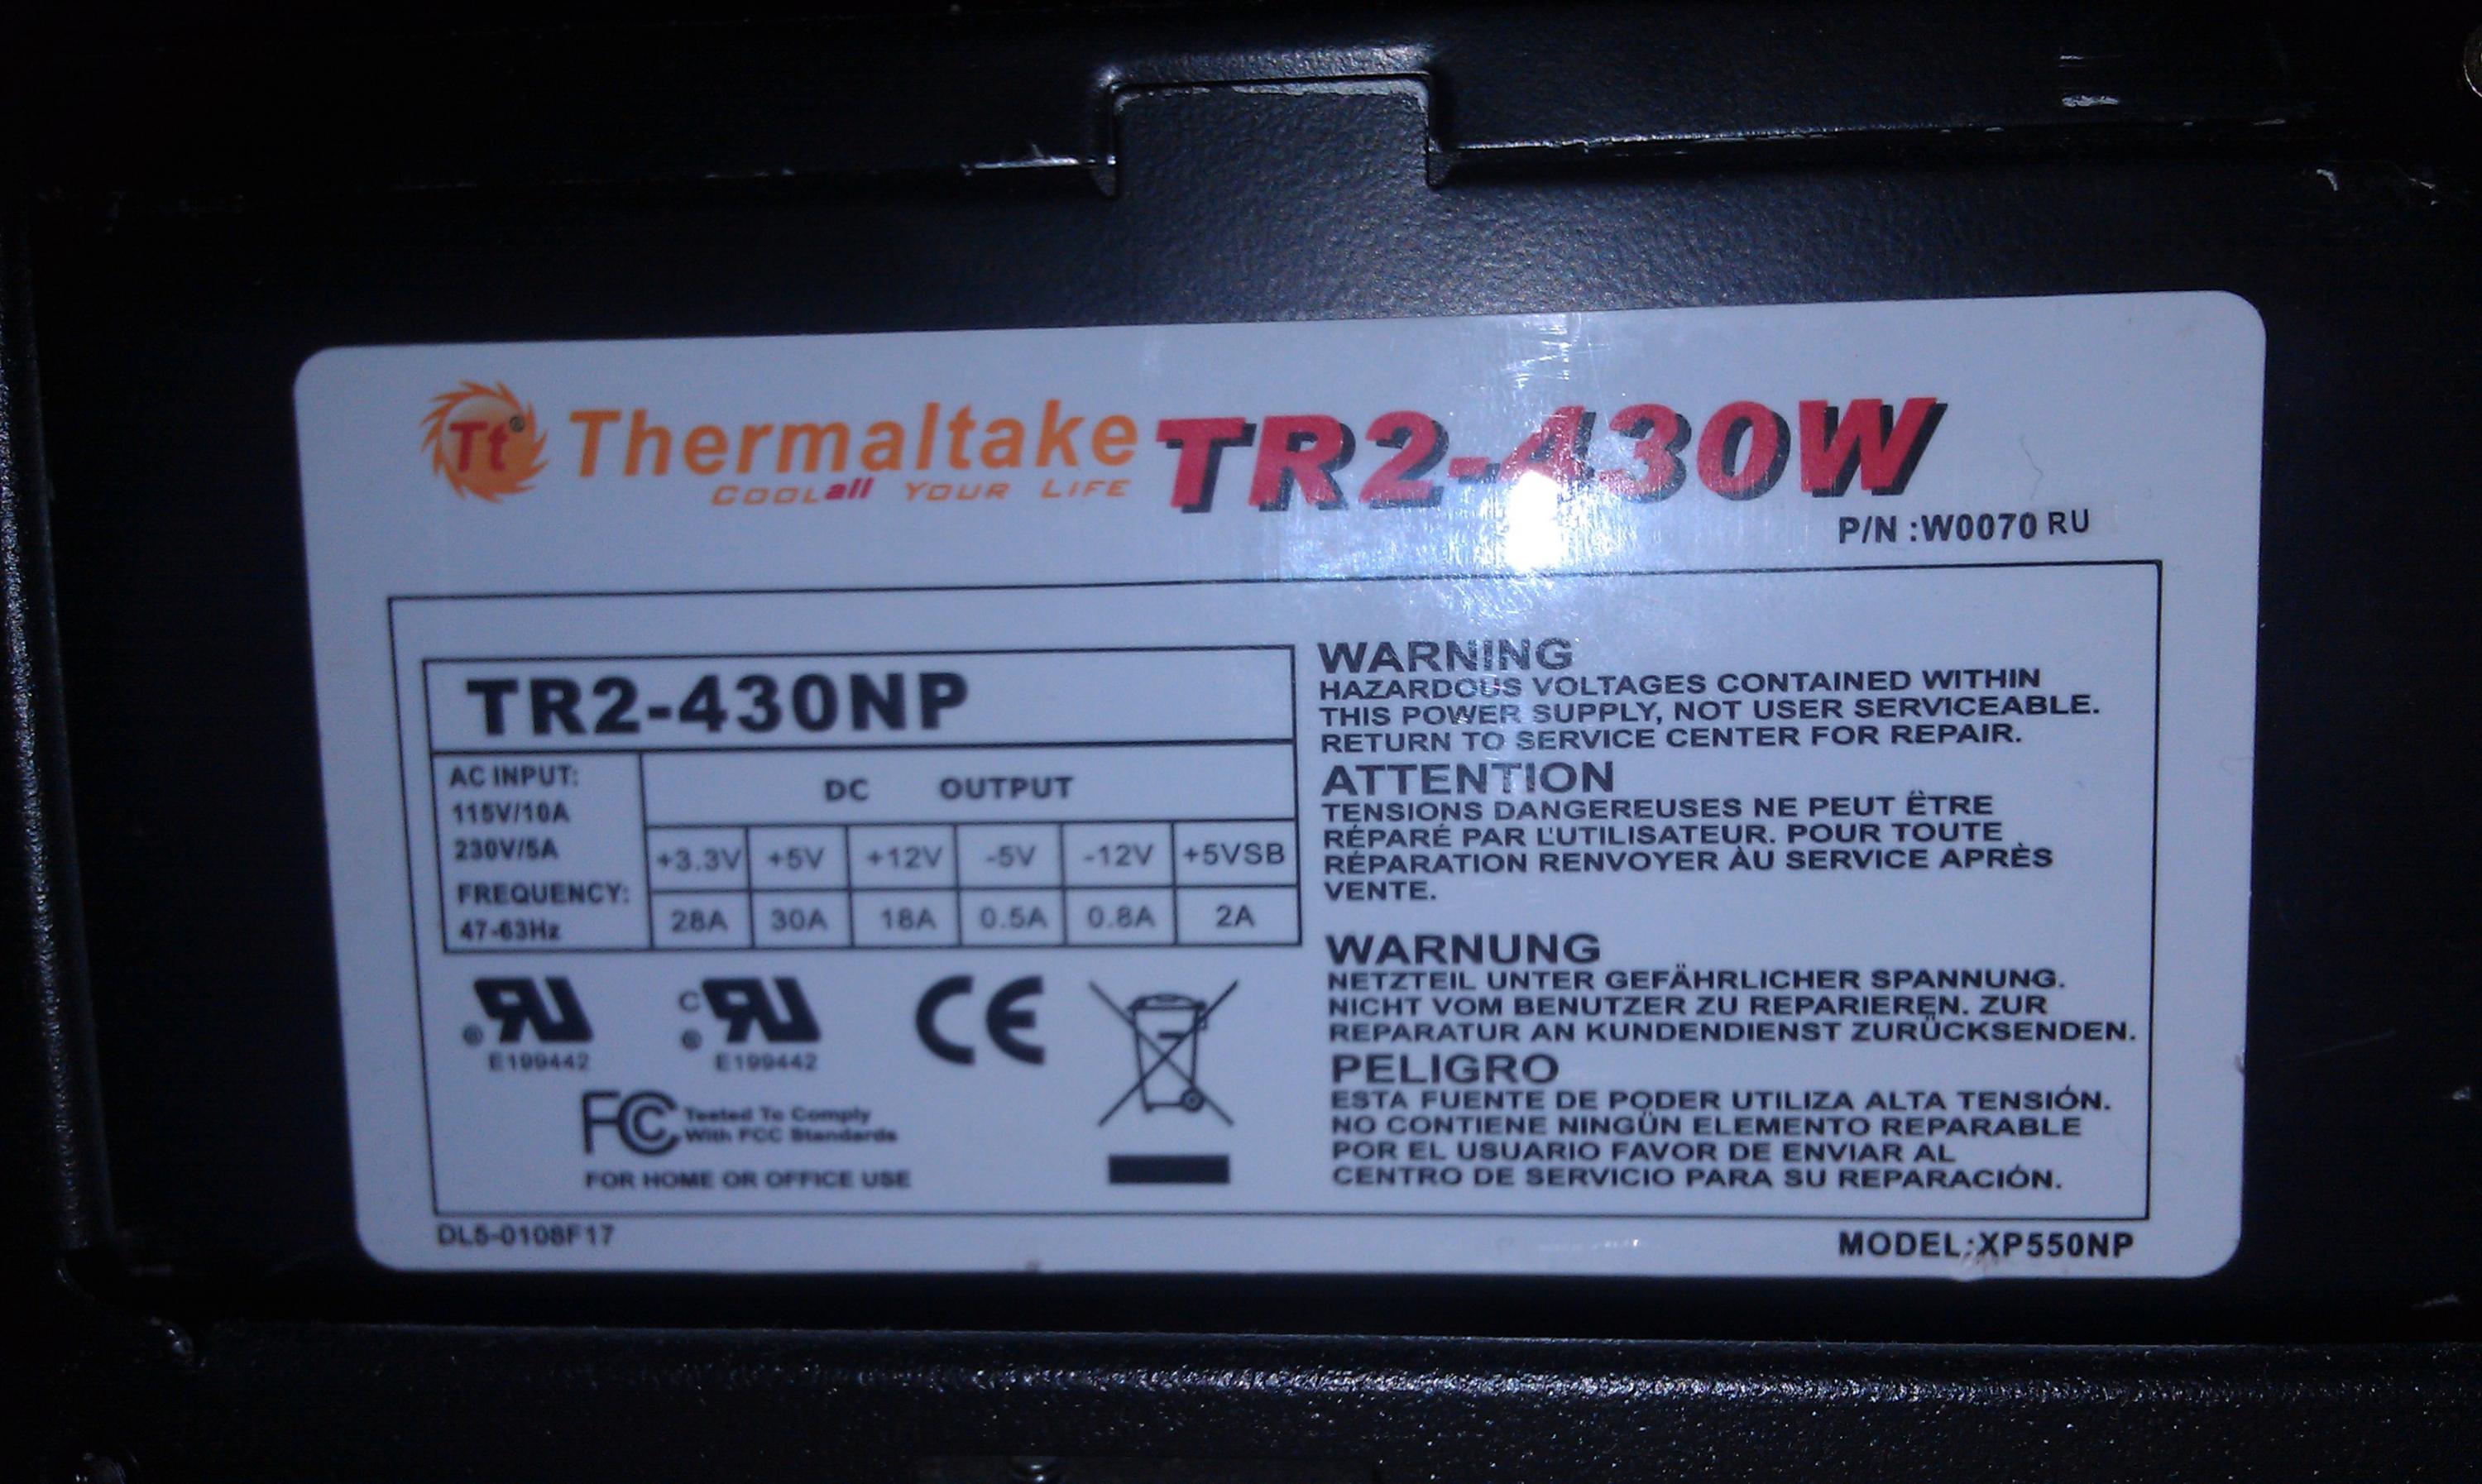 Tt Thermaltake TR2-430W
COOLall YOUR LIFE
P/N :W0070 RU
TR2-430NP
AC INPUT:
115V/10A
230V/5A
FREQUENCY:
47-63Hz
DC OUTPUT
+3.3V +5V +12V -5V -12V +5VSB
28A 30A 18A 0.5A 0.8A 2A
WARNING
HAZARDOUS VOLTAGES CONTAINED WITHIN
THIS POWER SUPPLY, NOT USER SERVICEABLE.
RETURN TO SERVICE CENTER FOR REPAIR.
ATTENTION
TENSIONS DANGEREUSES NE PEUT ËTRE
RÉPARÉ PAR L'UTILISATEUR. POUR TOUTE
RÉPARATION RENVOYER ÀU SERVICE APRÈS
VENTE.
WARNUNG
NETZTEIL UNTER GEFÄHRLICHER SPANNUNG.
NICHT VOM BENUTZER ZU REPARIEREN. ZUR
REPARATUR AN KUNDENDIENST ZURÜCKSENDEN.
PELIGRO
ESTA FUENTE DE PODER UTILIZA ALTA TENSIÓN.
NO CONTIENE NINGÜN ELEMENTO REPARABLE
POR EL USUARIO FAVOR DE ENVIAR AL
CENTRO DE SERVICIO PARA SU REPARACIÓN.
E199442 E199442 CE
FC Tested To Comply
With FCC Standards
FOR HOME OR OFFICE USE
DL5-0108F17
MODEL:XP550NP